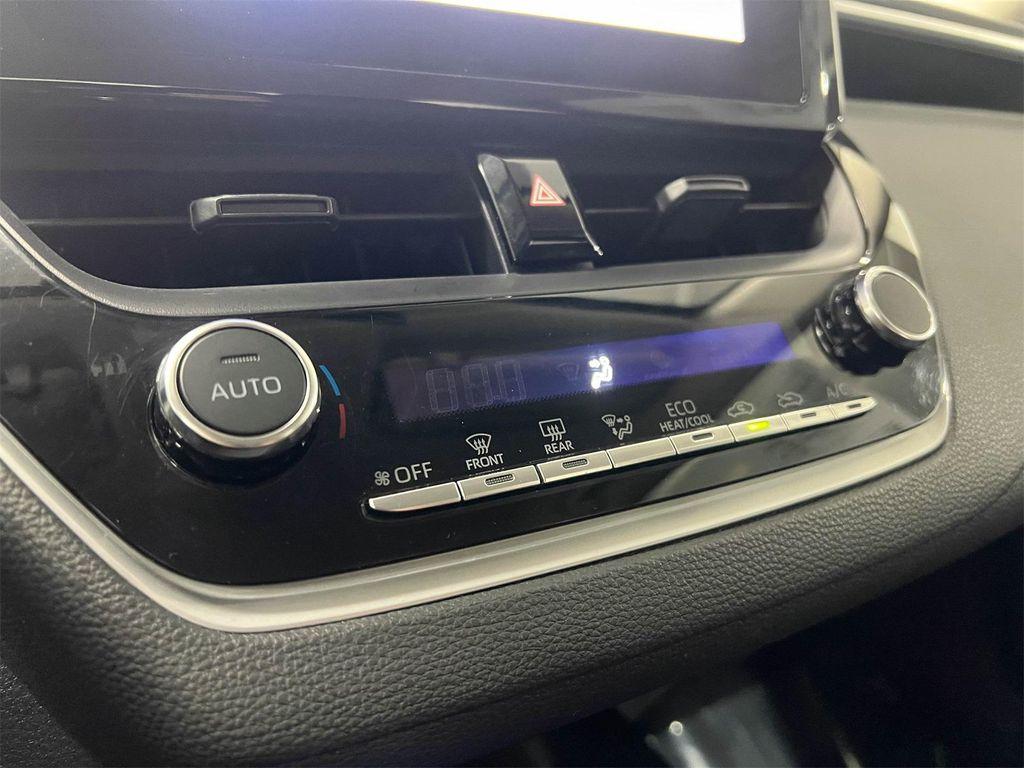 AUTO
OFF
FRONT
REAR
ECO
HEAT/COOL
A/C